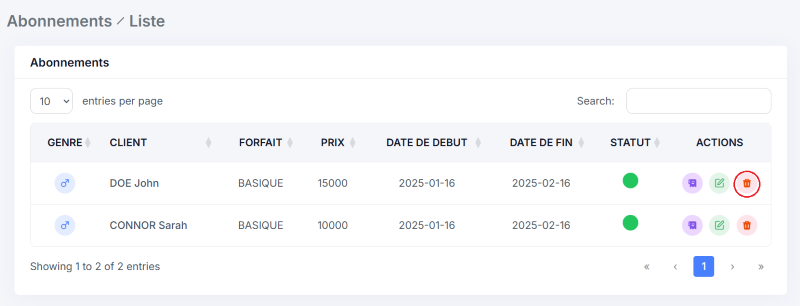 Abonnements / Liste
Abonnements
10 entries per page Search:
GENRE CLIENT FORFAIT PRIX DATE DE DEBUT DATE DE FIN STATUT ACTIONS
DOE John BASIQUE 15000 2025-01-16 2025-02-16
CONNOR Sarah BASIQUE 10000 2025-01-16 2025-02-16
Showing 1 to 2 of 2 entries « ‹ 1 › »